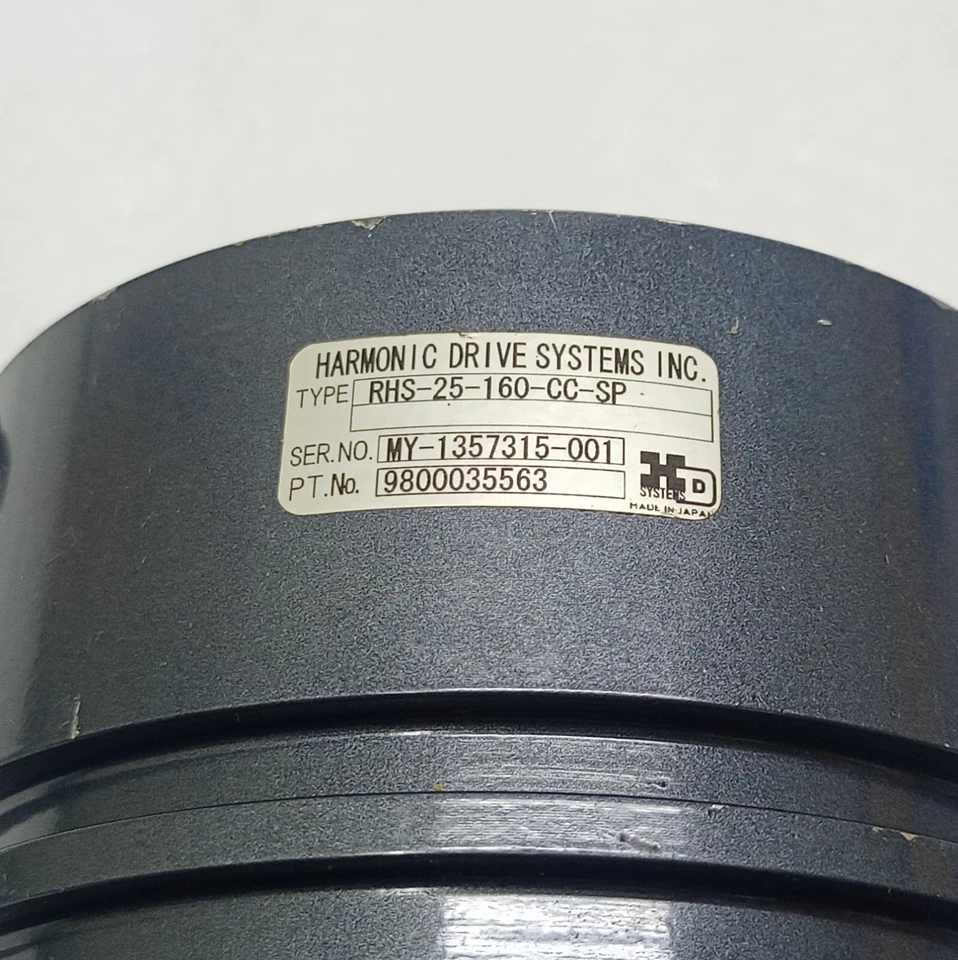 HARMONIC DRIVE SYSTEMS INC.
TYPE RHS-25-160-CC-SP
SER.NO. MY-1357315-001
PT.No. 9800035563
HD
SYSTEMS
MADE IN JAPAN